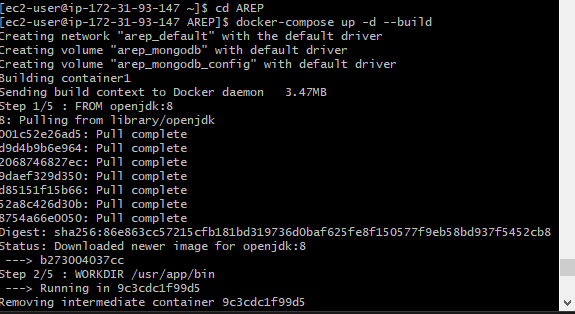 [ec2-user@ip-172-31-93-147 ~]$ cd AREP
[ec2-user@ip-172-31-93-147 AREP]$ docker-compose up -d --build
Creating network "arep_default" with the default driver
Creating volume "arep_mongodb" with default driver
Creating volume "arep_mongodb_config" with default driver
Building container1
Sending build context to Docker daemon   3.47MB
Step 1/5 : FROM openjdk:8
8: Pulling from library/openjdk
001c52e26ad5: Pull complete
d9d4b9b6e964: Pull complete
2068746827ec: Pull complete
9daef329d350: Pull complete
d85151f15b66: Pull complete
52a8c426d30b: Pull complete
8754a66e0050: Pull complete
Digest: sha256:86e863cc57215cfb181bd319736d0baf625fe8f150577f9eb58bd937f5452cb8
Status: Downloaded newer image for openjdk:8
 ---> b273004037cc
Step 2/5 : WORKDIR /usr/app/bin
 ---> Running in 9c3cdc1f99d5
Removing intermediate container 9c3cdc1f99d5